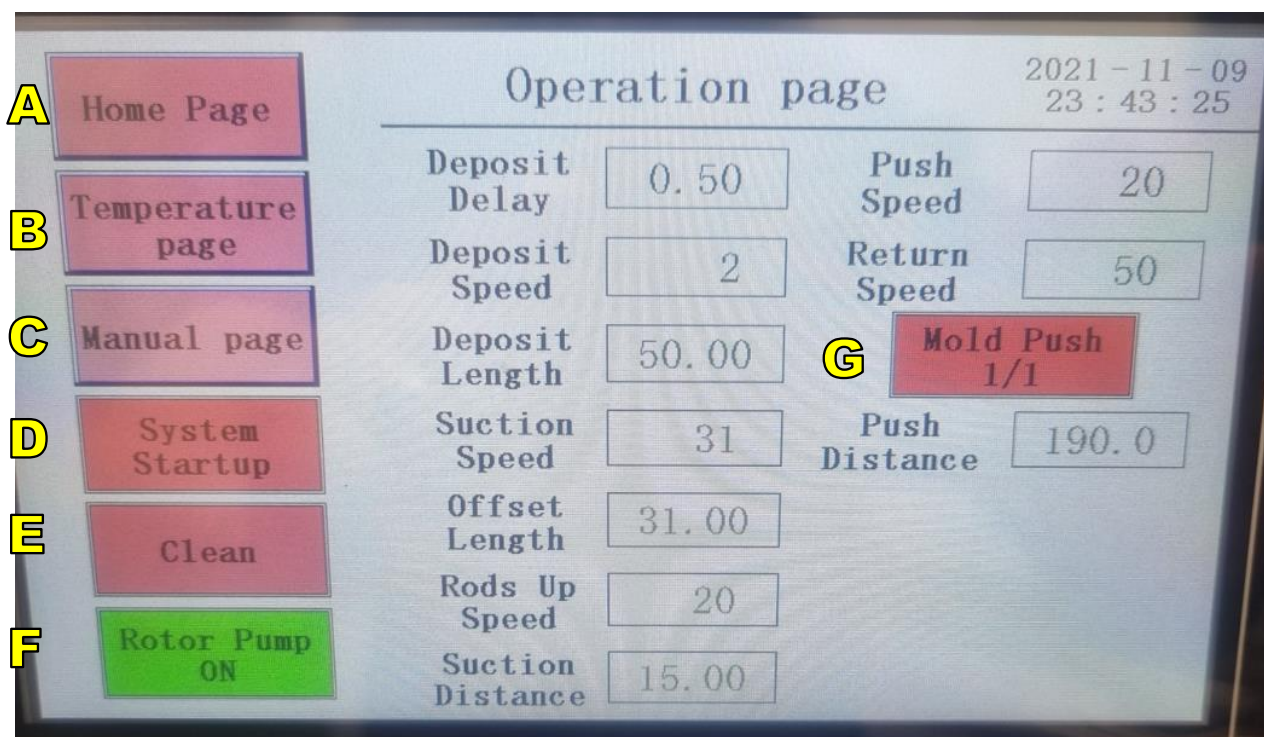 A
Home Page
B
Temperature
page
C
Manual page
D
System
Startup
E
Clean
F
Rotor Pump
ON
Operation page
2021-11-09
23:43:25
Deposit
Delay
0.50
Deposit
Speed
2
Deposit
Length
50.00
Suction
Speed
31
Offset
Length
31.00
Rods Up
Speed
20
Suction
Distance
15.00
Push
Speed
20
Return
Speed
50
G
Mold Push
1/1
Push
Distance
190.0